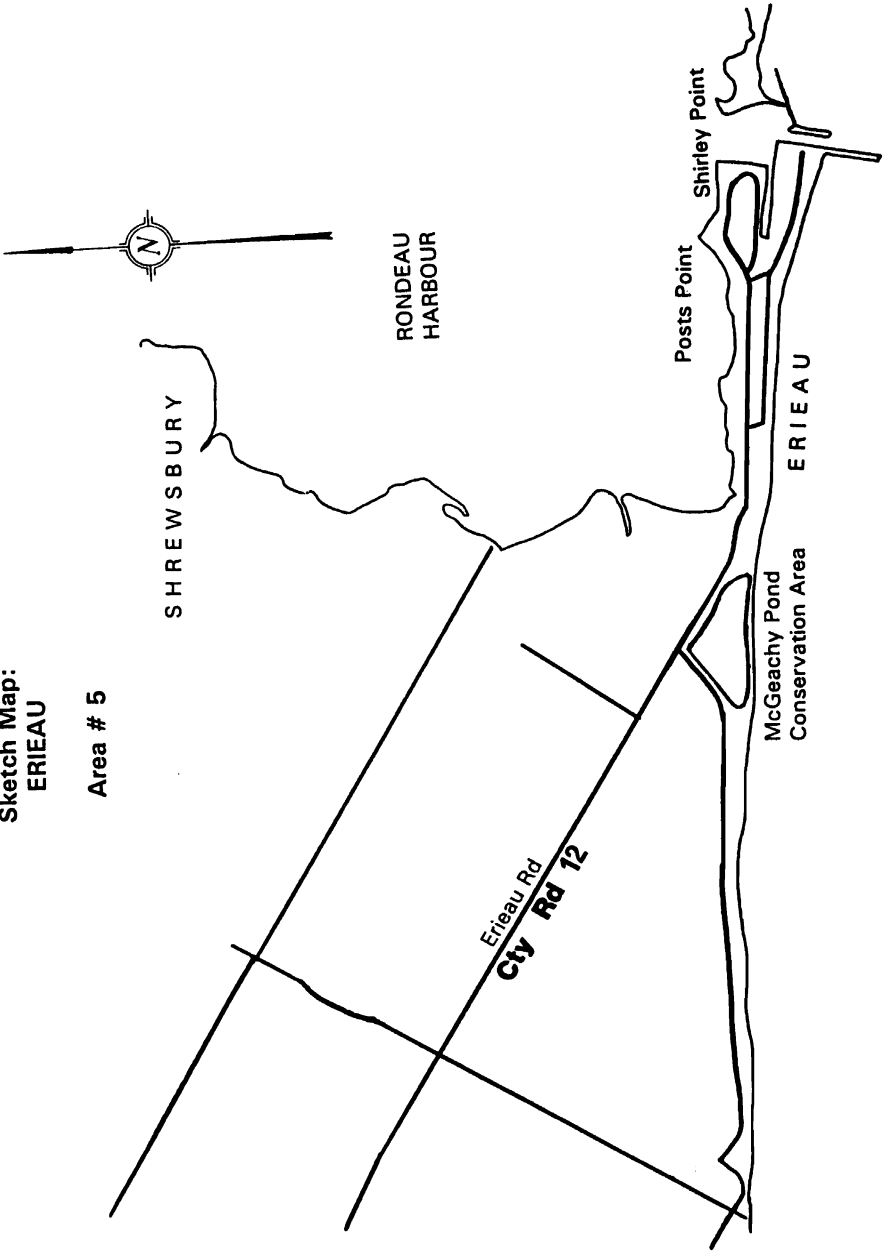 Sketch Map:
ERIEAU
Area # 5
N
SHREWSBURY
RONDEAU
HARBOUR
Posts Point
Shirley Point
ERIEAU
McGeachy Pond
Conservation Area
Erieau Rd
Cty Rd 12